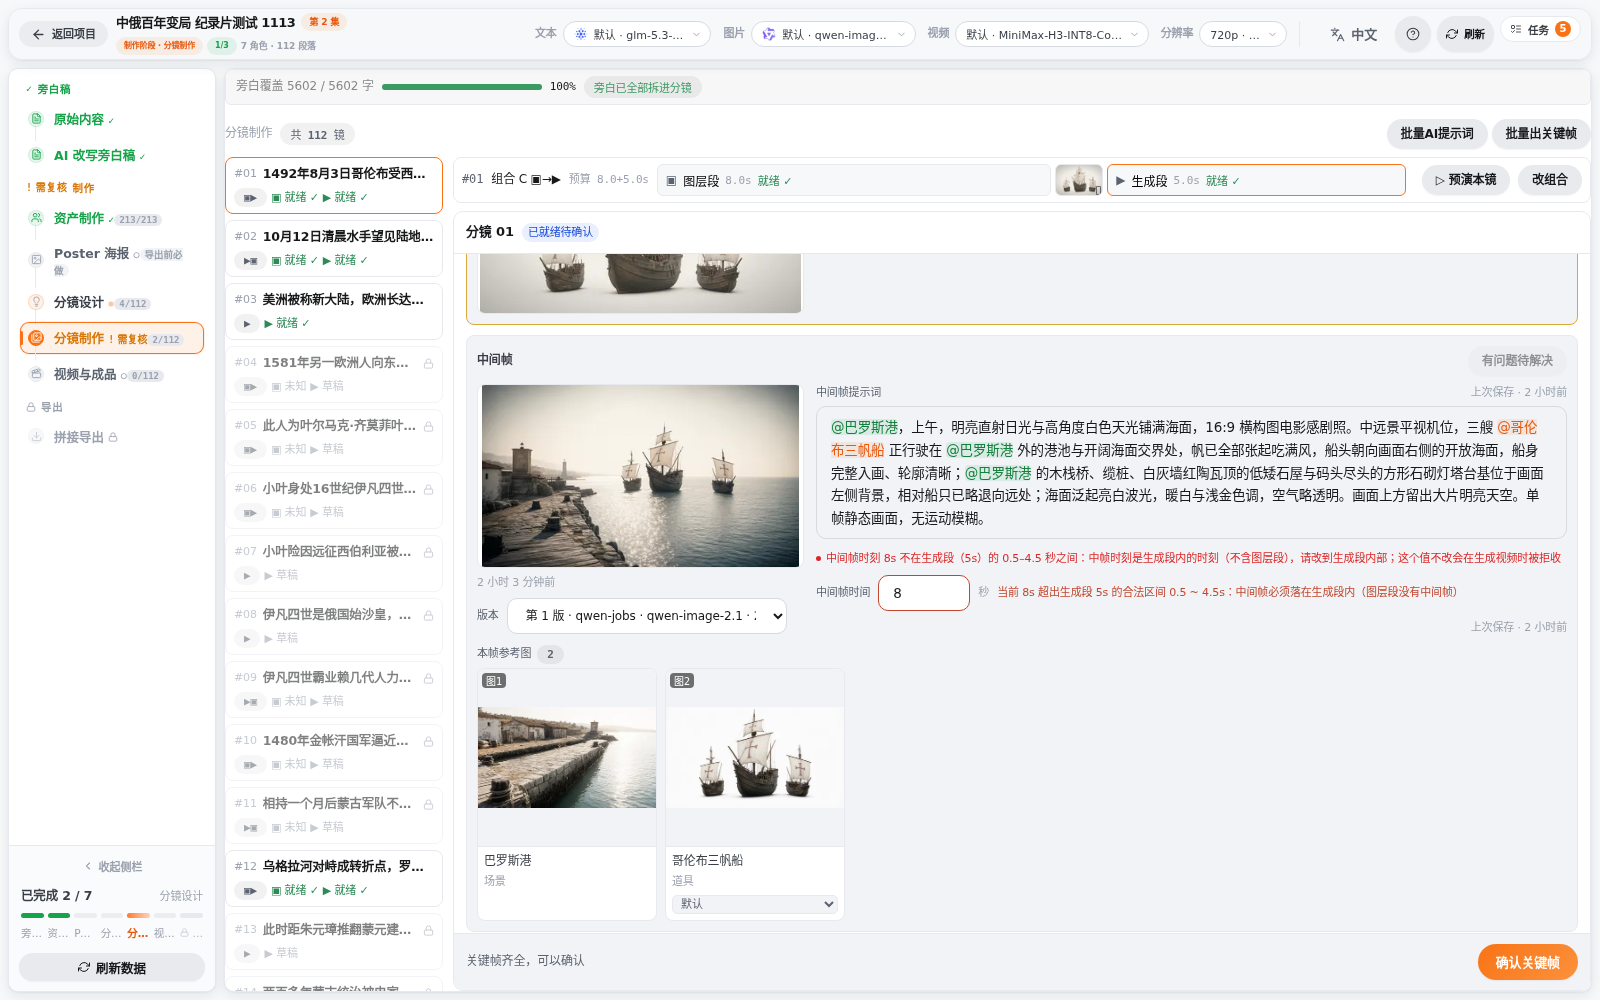 返回项目
中俄百年变局 纪录片测试 1113
第 2 集
制作阶段 · 分镜制作
1/3
7 角色 · 112 段落
文本
默认 · glm-5.3-...
图片
默认 · qwen-imag...
视频
默认 · MiniMax-H3-INT8-Co...
分辨率
720p · ...
中文
刷新
任务
5
✓ 旁白稿
原始内容 ✓
AI 改写旁白稿 ✓
! 需复核 制作
资产制作 ✓ 213/213
Poster 海报 ○ 导出前必
做
分镜设计 4/112
分镜制作 ! 需复核 2/112
视频与成品 ○ 0/112
导出
拼接导出
收起侧栏
已完成 2 / 7
分镜设计
旁... 资... P... 分... 分... 视... ...
刷新数据
旁白覆盖 5602 / 5602 字
100%
旁白已全部拆进分镜
分镜制作
共 112 镜
批量AI提示词
批量出关键帧
#01 1492年8月3日哥伦布受西...
▣▶ ▣ 就绪 ✓ ▶ 就绪 ✓
#02 10月12日清晨水手望见陆地...
▶▣ ▣ 就绪 ✓ ▶ 就绪 ✓
#03 美洲被称新大陆，欧洲长达...
▶ ▶ 就绪 ✓
#04 1581年另一欧洲人向东...
▣▶ ▣ 未知 ▶ 草稿
#05 此人为叶尔马克·齐莫菲叶...
▣▶ ▣ 未知 ▶ 草稿
#06 小叶身处16世纪伊凡四世...
▣▶ ▣ 未知 ▶ 草稿
#07 小叶险因远征西伯利亚被...
▶ ▶ 草稿
#08 伊凡四世是俄国始沙皇，...
▶ ▶ 草稿
#09 伊凡四世霸业赖几代人力...
▣▶ ▣ 未知 ▶ 草稿
#10 1480年金帐汗国军逼近...
▣▶ ▣ 未知 ▶ 草稿
#11 相持一个月后蒙古军队不...
▶▣ ▣ 未知 ▶ 草稿
#12 乌格拉河对峙成转折点，罗...
▣▶ ▣ 就绪 ✓ ▶ 就绪 ✓
#13 此时距朱元璋推翻蒙元建...
▶ ▶ 草稿
#01 组合 C ▣→▶ 预算 8.0+5.0s
▣ 图层段 8.0s 就绪 ✓
▶ 生成段 5.0s 就绪 ✓
▷ 预演本镜
改组合
分镜 01
已就绪待确认
中间帧
有问题待解决
2 小时 3 分钟前
版本
第 1 版 · qwen-jobs · qwen-image-2.1 ·
中间帧提示词
上次保存 · 2 小时前
@巴罗斯港，上午，明亮直射日光与高角度白色天光铺满海面，16:9 横构图电影感剧照。中远景平视机位，三艘 @哥伦
布三帆船 正行驶在 @巴罗斯港 外的港池与开阔海面交界处，帆已全部张起吃满风，船头朝向画面右侧的开放海面，船身
完整入画、轮廓清晰；@巴罗斯港 的木栈桥、缆桩、白灰墙红陶瓦顶的低矮石屋与码头尽头的方形石砌灯塔台基位于画面
左侧背景，相对船只已略退向远处；海面泛起亮白波光，暖白与浅金色调，空气略透明。画面上方留出大片明亮天空。单
帧静态画面，无运动模糊。
中间帧时刻 8s 不在生成段（5s）的 0.5–4.5 秒之间：中帧时刻是生成段内的时刻（不含图层段），请改到生成段内部；这个值不改会在生成视频时被拒收
中间帧时间
8
秒
当前 8s 超出生成段 5s 的合法区间 0.5 ~ 4.5s：中间帧必须落在生成段内（图层段没有中间帧）
上次保存 · 2 小时前
本帧参考图 2
图1
巴罗斯港
场景
图2
哥伦布三帆船
道具
默认
关键帧齐全，可以确认
确认关键帧